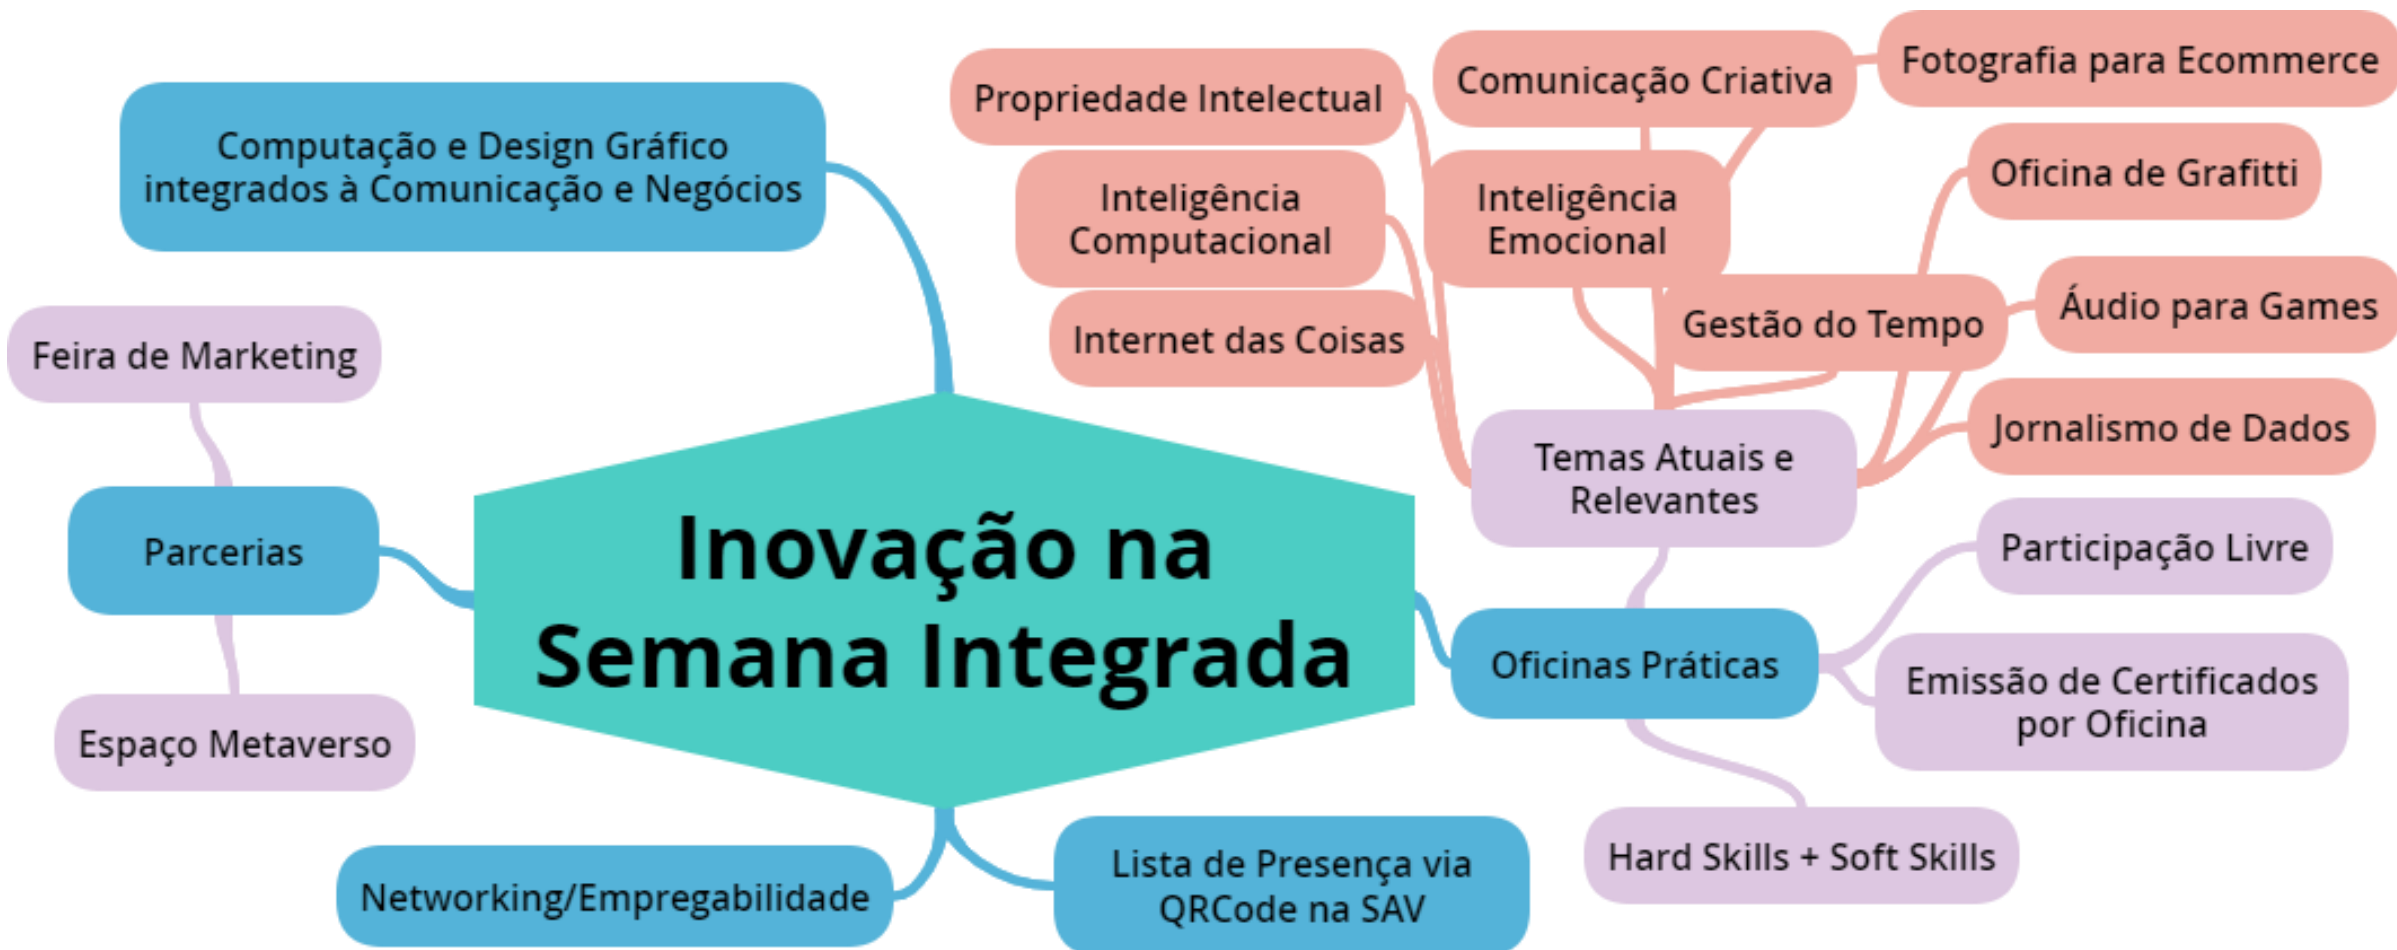 Fotografia para Ecommerce
Comunicação Criativa
Propriedade Intelectual
Computação e Design Gráfico
integrados à Comunicação e Negócios
Oficina de Grafitti
Inteligência
Computacional
Inteligência
Emocional
Áudio para Games
Gestão do Tempo
Internet das Coisas
Feira de Marketing
Jornalismo de Dados
Temas Atuais e
Relevantes
Parcerias
Inovação na
Semana Integrada
Participação Livre
Oficinas Práticas
Emissão de Certificados
por Oficina
Espaço Metaverso
Hard Skills + Soft Skills
Lista de Presença via
QRCode na SAV
Networking/Empregabilidade